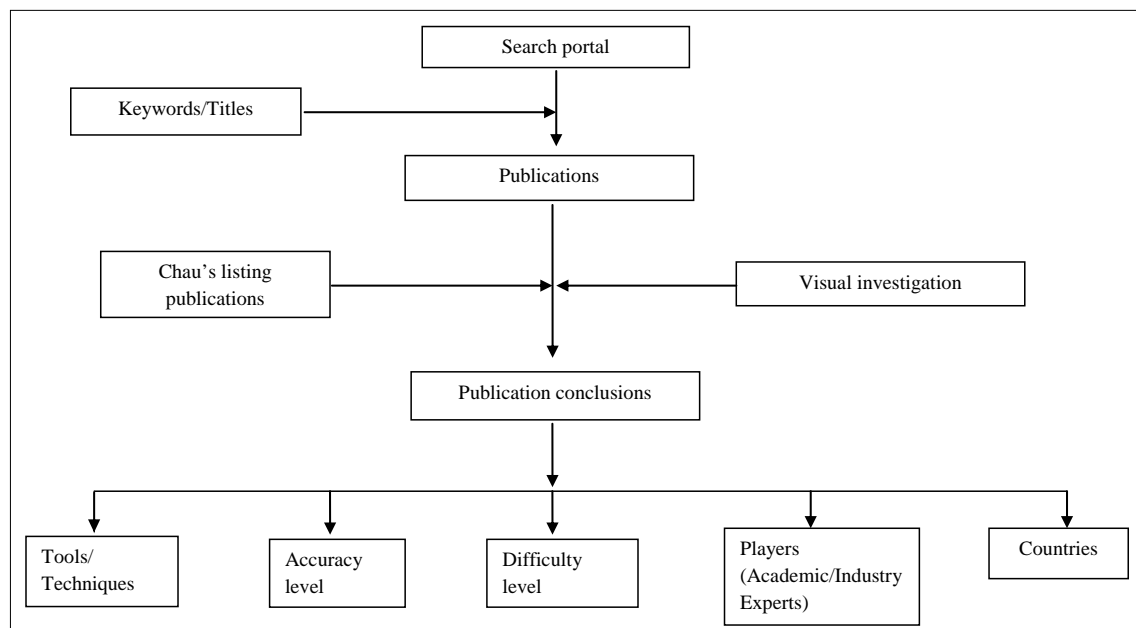 Search portal
Keywords/Titles
Publications
Chau's listing
publications
Visual investigation
Publication conclusions
Tools/
Techniques
Accuracy
level
Difficulty
level
Players
(Academic/Industry
Experts)
Countries